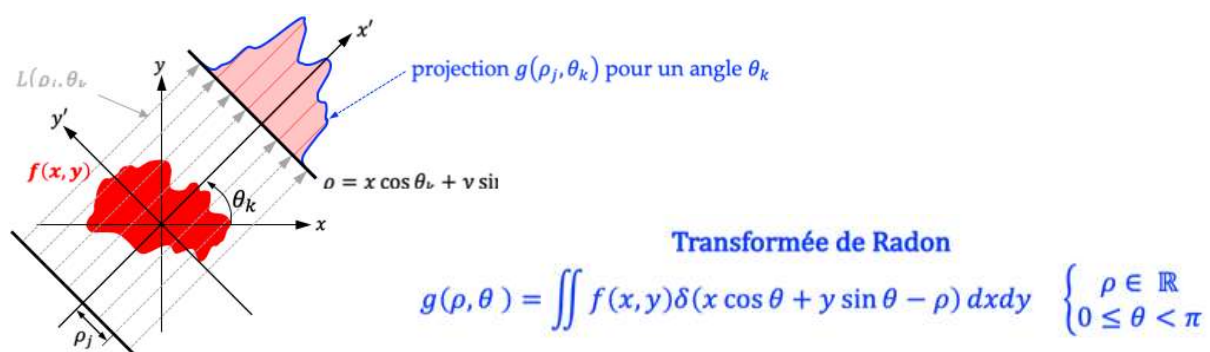 x'
y
projection g(ρⱼ, θₖ) pour un angle θₖ
y'
f(x, y)
θₖ
x
ρⱼ
Transformée de Radon
g(ρ, θ ) = ∬ f(x, y)δ(x cos θ + y sin θ − ρ) dxdy { ρ ∈ ℝ
0 ≤ θ < π